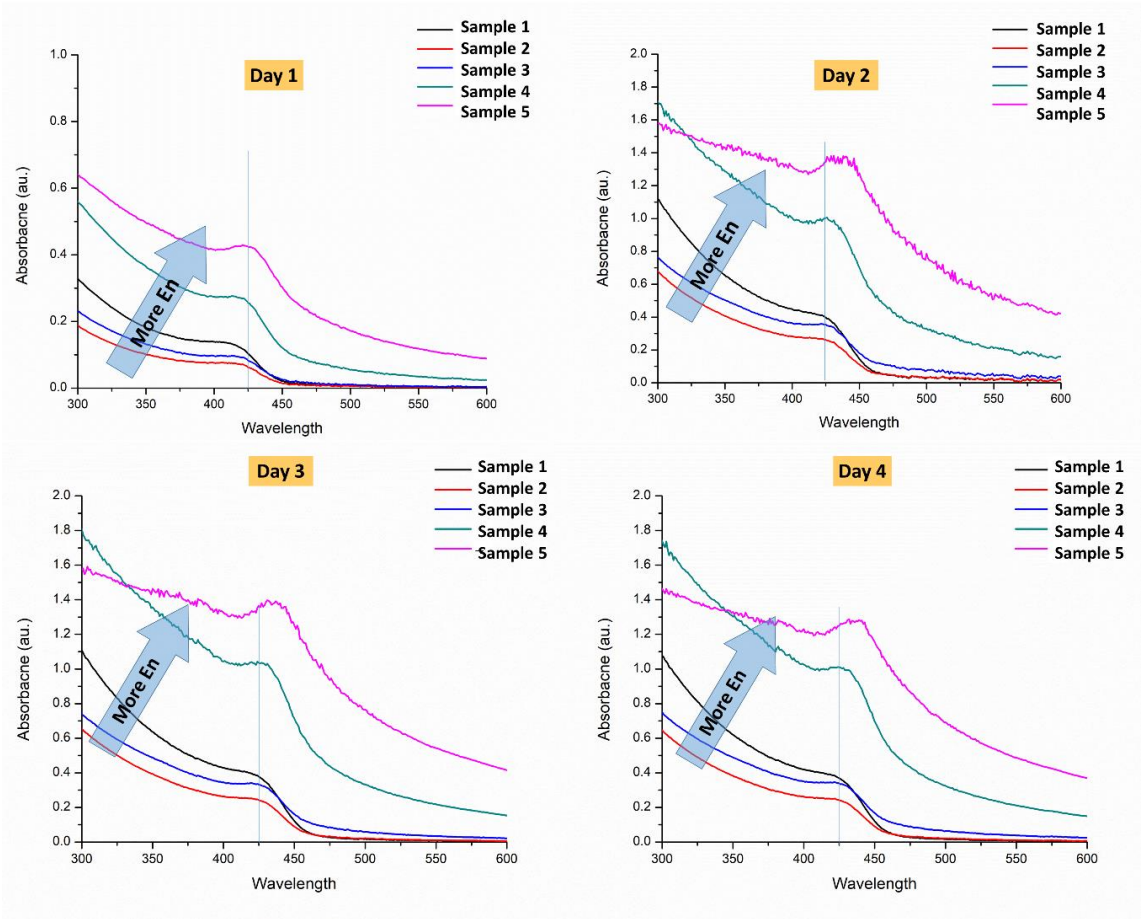 Day 1
Sample 1
Sample 2
Sample 3
Sample 4
Sample 5
1.0
0.8
0.6
0.4
0.2
0.0
Absorbacne (au.)
More En
300 350 400 450 500 550 600
Wavelength
Day 2
Sample 1
Sample 2
Sample 3
Sample 4
Sample 5
2.0
1.8
1.6
1.4
1.2
1.0
0.8
0.6
0.4
0.2
0.0
Absorbacne (au.)
More En
300 350 400 450 500 550 600
Wavelength
Day 3
Sample 1
Sample 2
Sample 3
Sample 4
Sample 5
2.0
1.8
1.6
1.4
1.2
1.0
0.8
0.6
0.4
0.2
0.0
Absorbacne (au.)
More En
300 350 400 450 500 550 600
Wavelength
Day 4
Sample 1
Sample 2
Sample 3
Sample 4
Sample 5
2.0
1.8
1.6
1.4
1.2
1.0
0.8
0.6
0.4
0.2
0.0
Absorbacne (au.)
More En
300 350 400 450 500 550 600
Wavelength